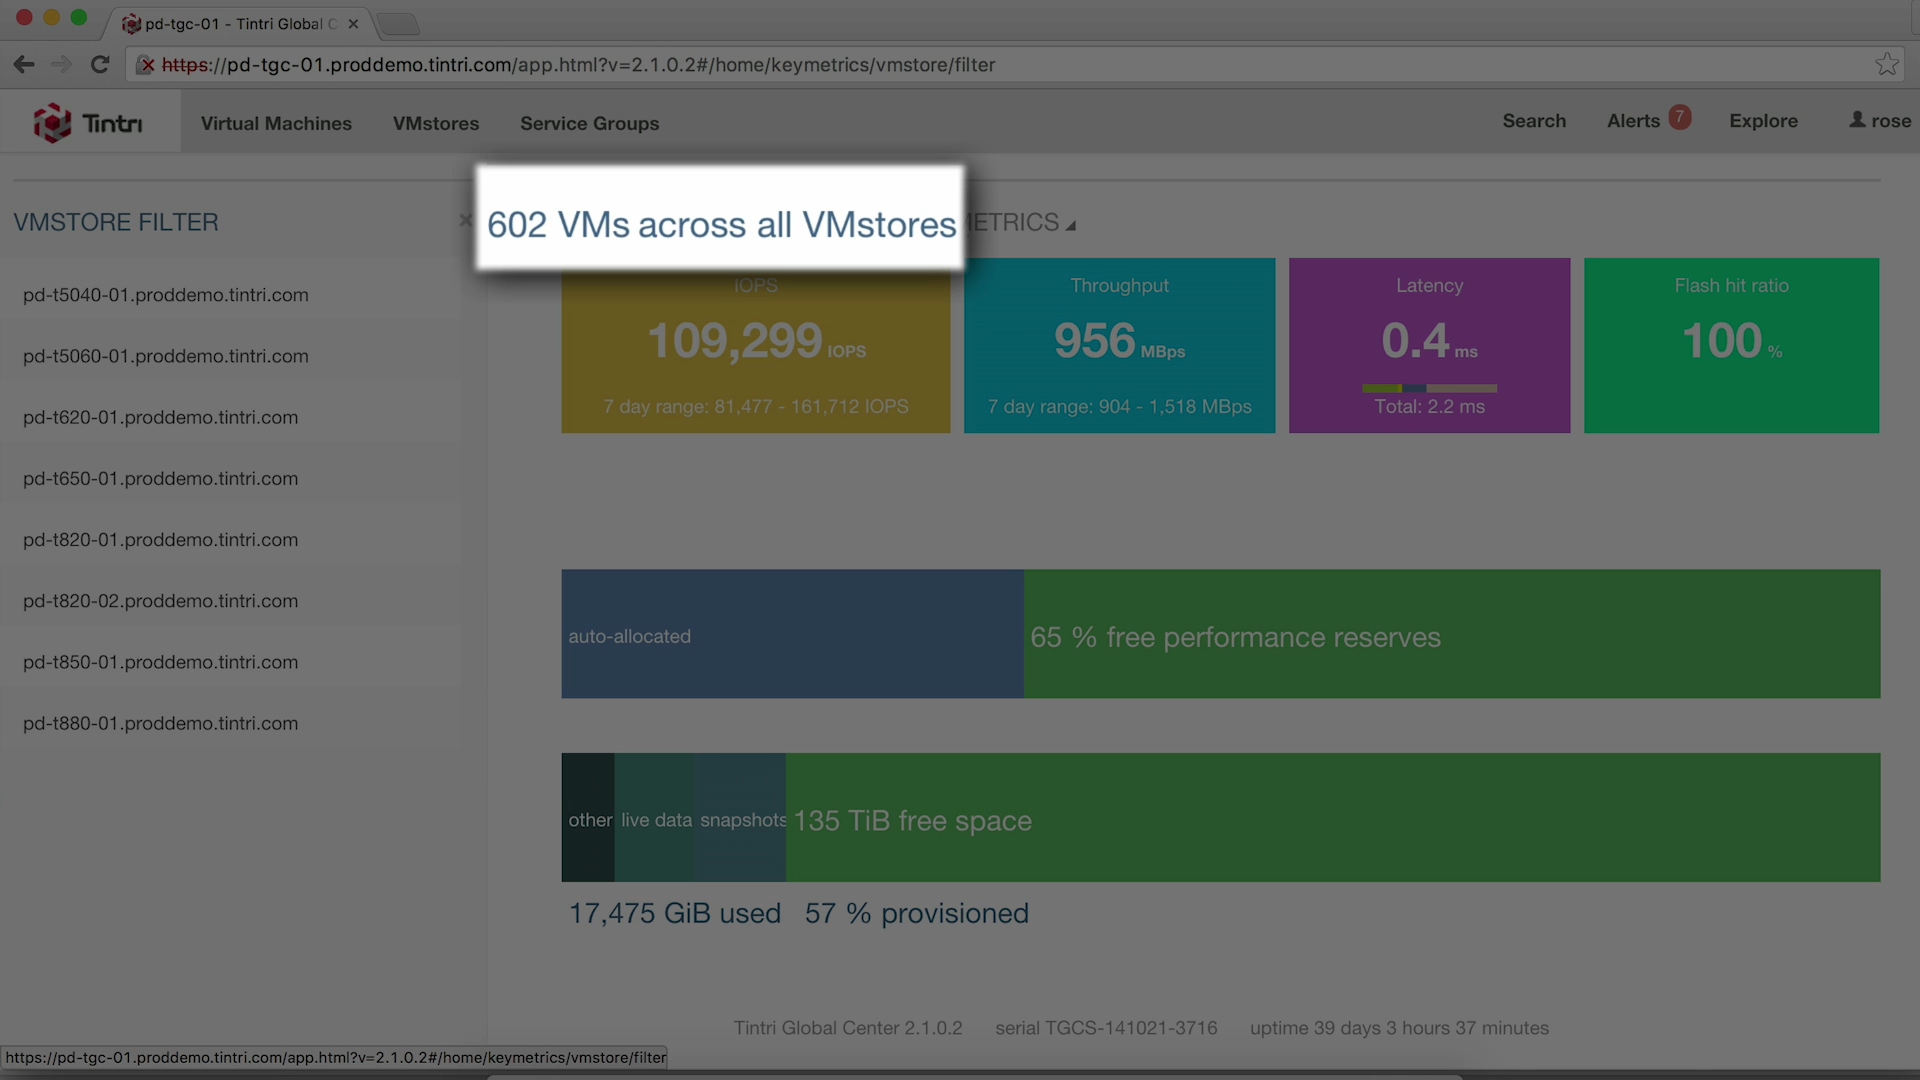 pd-tgc-01 - Tintri Global C
https://pd-tgc-01.proddemo.tintri.com/app.html?v=2.1.0.2#/home/keymetrics/vmstore/filter
Tintri Virtual Machines VMstores Service Groups Search Alerts 7 Explore rose
VMSTORE FILTER
602 VMs across all VMstores
METRICS
pd-t5040-01.proddemo.tintri.com
pd-t5060-01.proddemo.tintri.com
pd-t620-01.proddemo.tintri.com
pd-t650-01.proddemo.tintri.com
pd-t820-01.proddemo.tintri.com
pd-t820-02.proddemo.tintri.com
pd-t850-01.proddemo.tintri.com
pd-t880-01.proddemo.tintri.com
IOPS
109,299 IOPS
7 day range: 81,477 - 161,712 IOPS
Throughput
956 MBps
7 day range: 904 - 1,518 MBps
Latency
0.4 ms
Total: 2.2 ms
Flash hit ratio
100 %
auto-allocated 65 % free performance reserves
other live data snapshots 135 TiB free space
17,475 GiB used 57 % provisioned
Tintri Global Center 2.1.0.2 serial TGCS-141021-3716 uptime 39 days 3 hours 37 minutes
https://pd-tgc-01.proddemo.tintri.com/app.html?v=2.1.0.2#/home/keymetrics/vmstore/filter